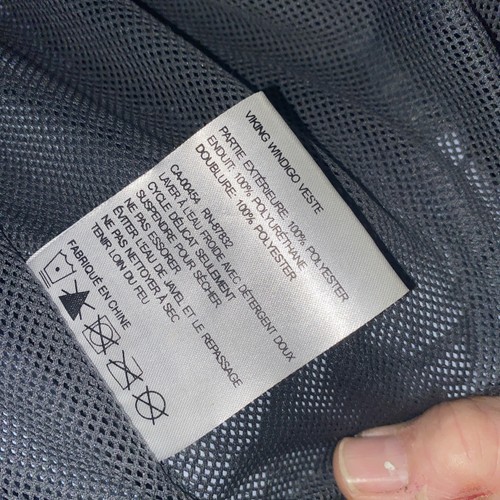 VIKING WINDIGO VESTE
PARTIE EXTÉRIEURE: 100% POLYESTER
ENDUIT: 100% POLYURETHANE
DOUBLURE: 100% POLYESTER
CA-00454 RN-87832
LAVER À L'EAU FROIDE AVEC DÉTERGENT DOUX
CYCLE DÉLICAT SEULEMENT
SUSPENDRE POUR SÉCHER
NE PAS ESSORER
ÉVITER L'EAU DE JAVEL ET LE REPASSAGE
NE PAS NETTOYER À SEC
TENIR LOIN DU FEU
FABRIQUÉ EN CHINE